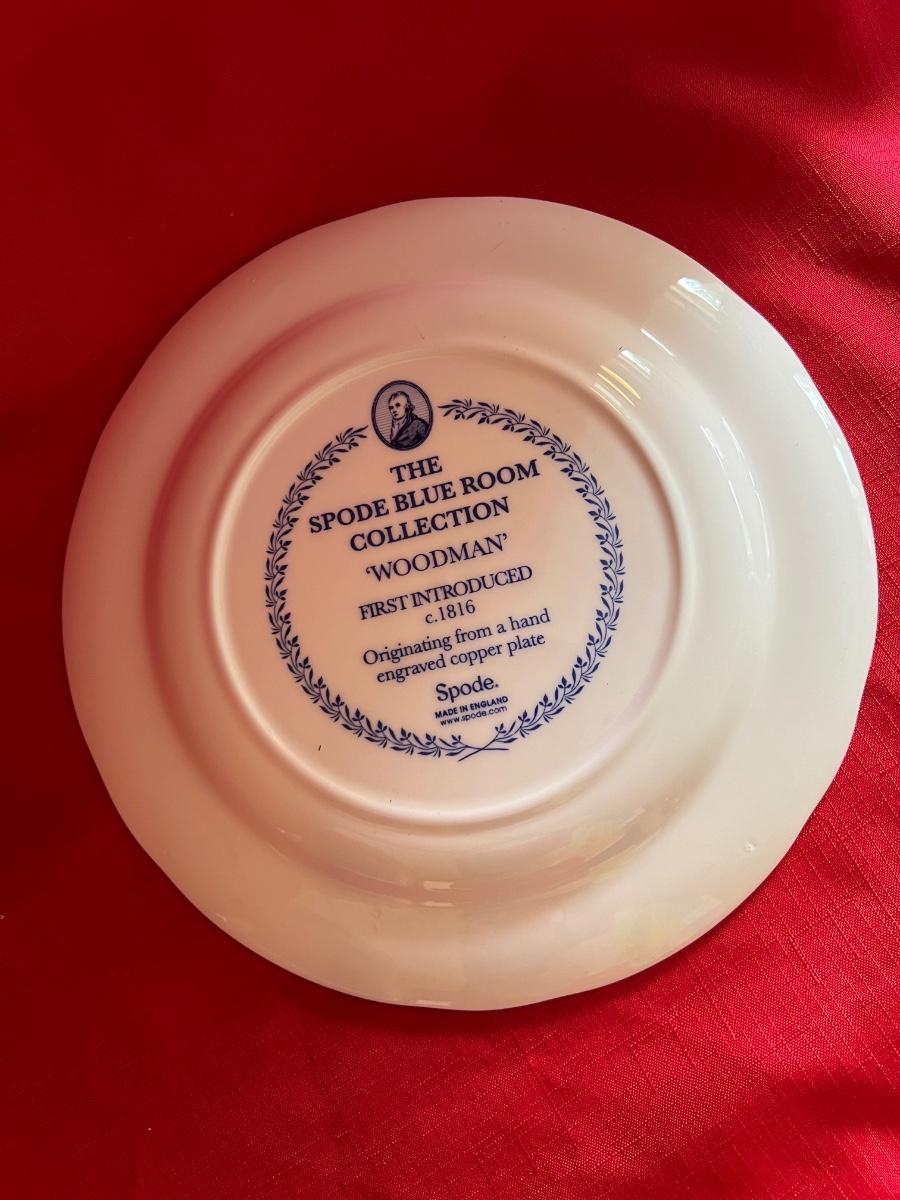 THE
SPODE BLUE ROOM
COLLECTION
‘WOODMAN’
FIRST INTRODUCED
c.1816
Originating from a hand
engraved copper plate
Spode.
MADE IN ENGLAND
www.spode.com